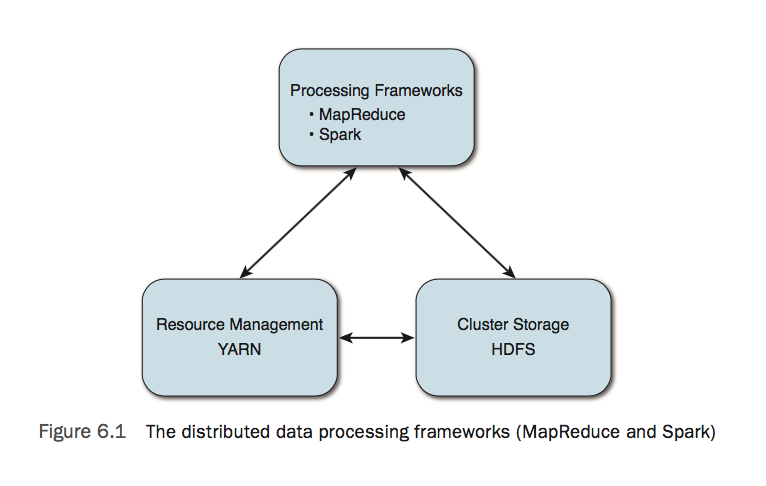 Processing Frameworks
• MapReduce
• Spark
Resource Management
YARN
Cluster Storage
HDFS
Figure 6.1 The distributed data processing frameworks (MapReduce and Spark)